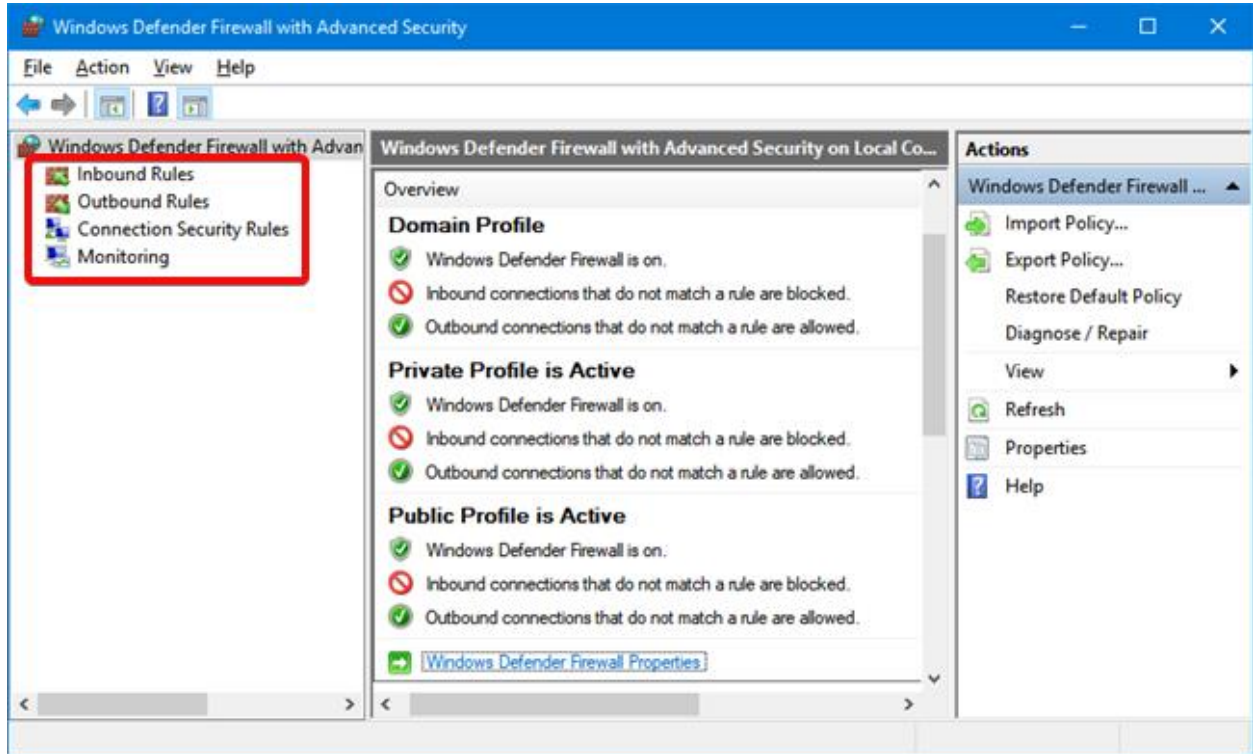 Windows Defender Firewall with Advanced Security
File Action View Help
Windows Defender Firewall with Advan
Inbound Rules
Outbound Rules
Connection Security Rules
Monitoring
Windows Defender Firewall with Advanced Security on Local Co...
Overview
Domain Profile
Windows Defender Firewall is on.
Inbound connections that do not match a rule are blocked.
Outbound connections that do not match a rule are allowed.
Private Profile is Active
Windows Defender Firewall is on.
Inbound connections that do not match a rule are blocked.
Outbound connections that do not match a rule are allowed.
Public Profile is Active
Windows Defender Firewall is on.
Inbound connections that do not match a rule are blocked.
Outbound connections that do not match a rule are allowed.
Windows Defender Firewall Properties
Actions
Windows Defender Firewall ...
Import Policy...
Export Policy...
Restore Default Policy
Diagnose / Repair
View
Refresh
Properties
Help